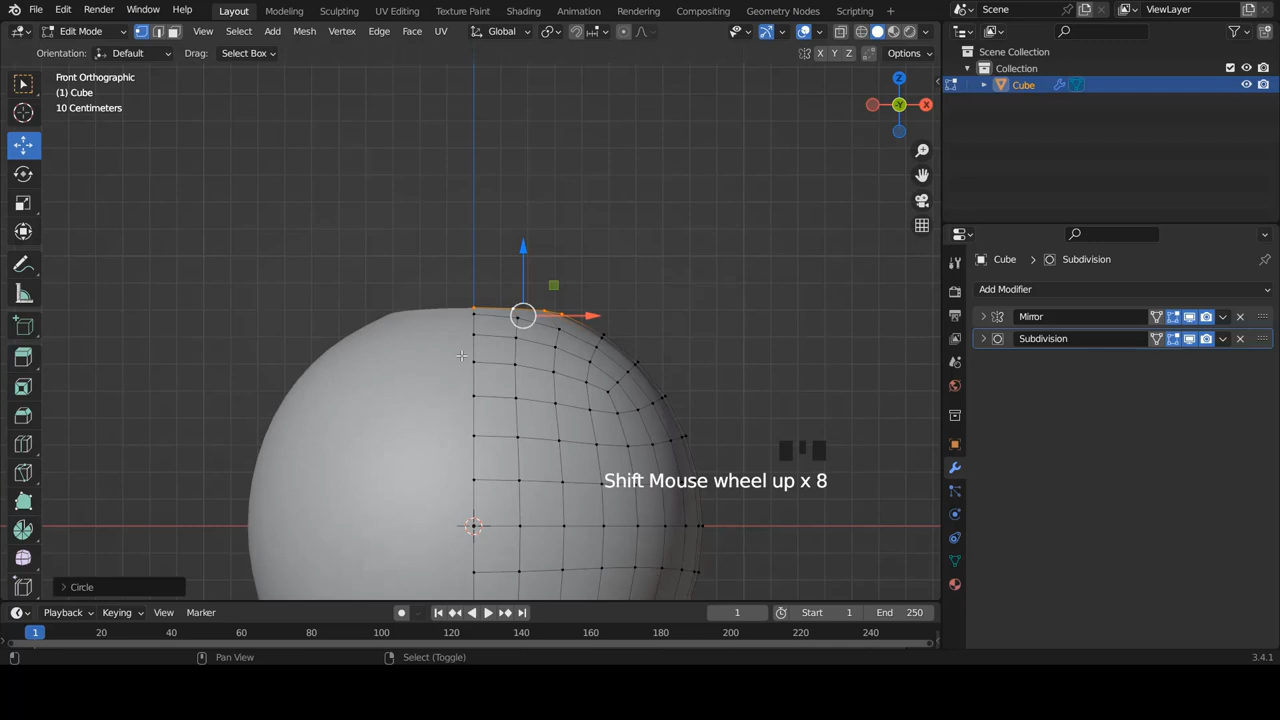 File Edit Render Window Help Layout Modeling Sculpting UV Editing Texture Paint Shading Animation Rendering Compositing Geometry Nodes Scripting Scene ViewLayer
Edit Mode View Select Add Mesh Vertex Edge Face UV Global
Orientation: Default Drag: Select Box X Y Z Options
Scene Collection
Collection
Cube
Front Orthographic
(1) Cube
10 Centimeters
Z
X
-Y
Cube > Subdivision
Add Modifier
Mirror
Subdivision
Shift Mouse wheel up x 8
> Circle
Playback Keying View Marker 1 Start 1 End 250
1 20 40 60 80 100 120 140 160 180 200 220 240
Pan View Select (Toggle) 3.4.1